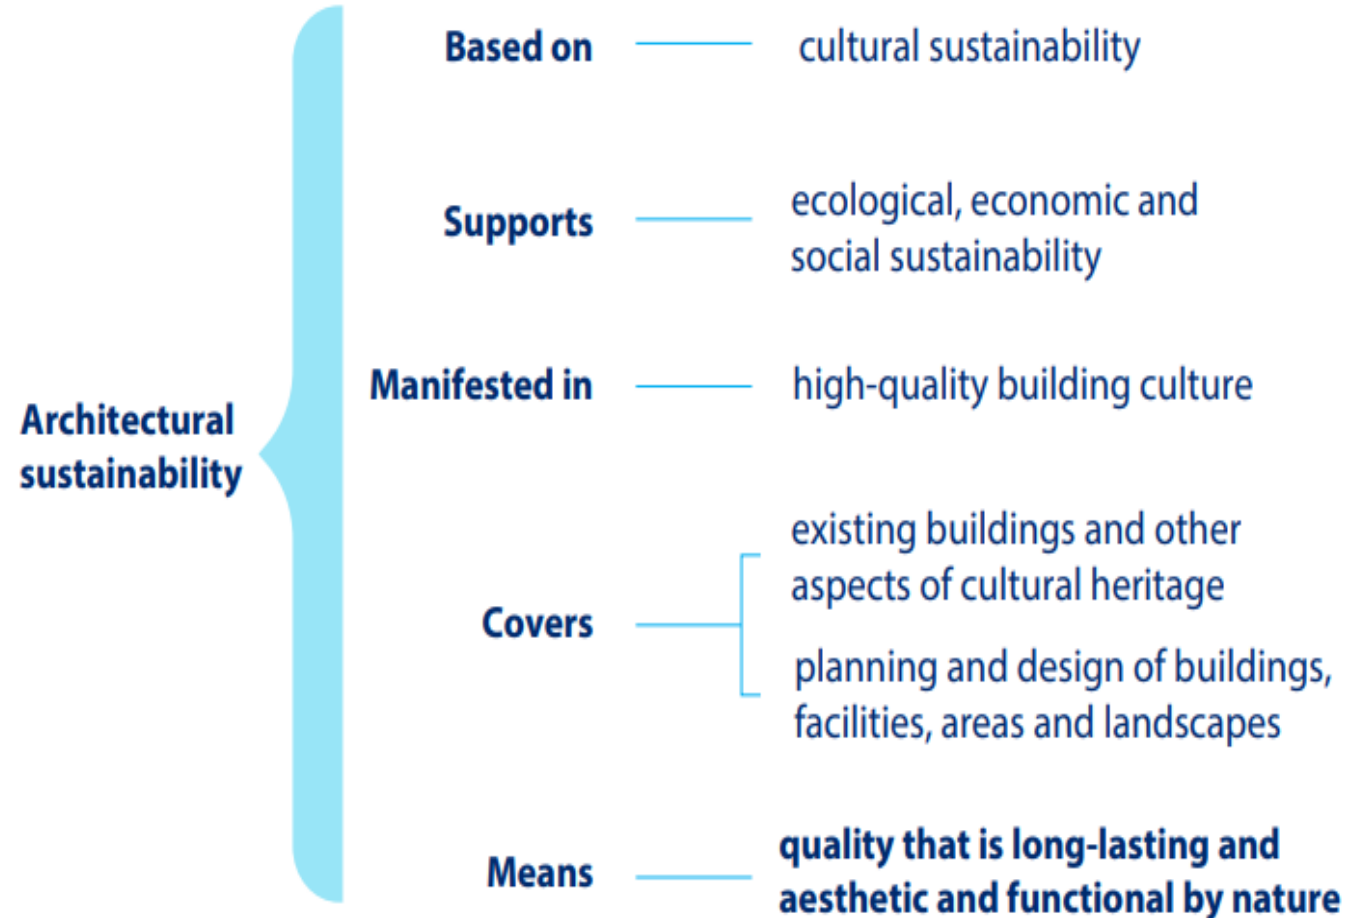 Architectural
sustainability
Based on
cultural sustainability
Supports
ecological, economic and
social sustainability
Manifested in
high-quality building culture
Covers
existing buildings and other
aspects of cultural heritage
planning and design of buildings,
facilities, areas and landscapes
Means
quality that is long-lasting and
aesthetic and functional by nature